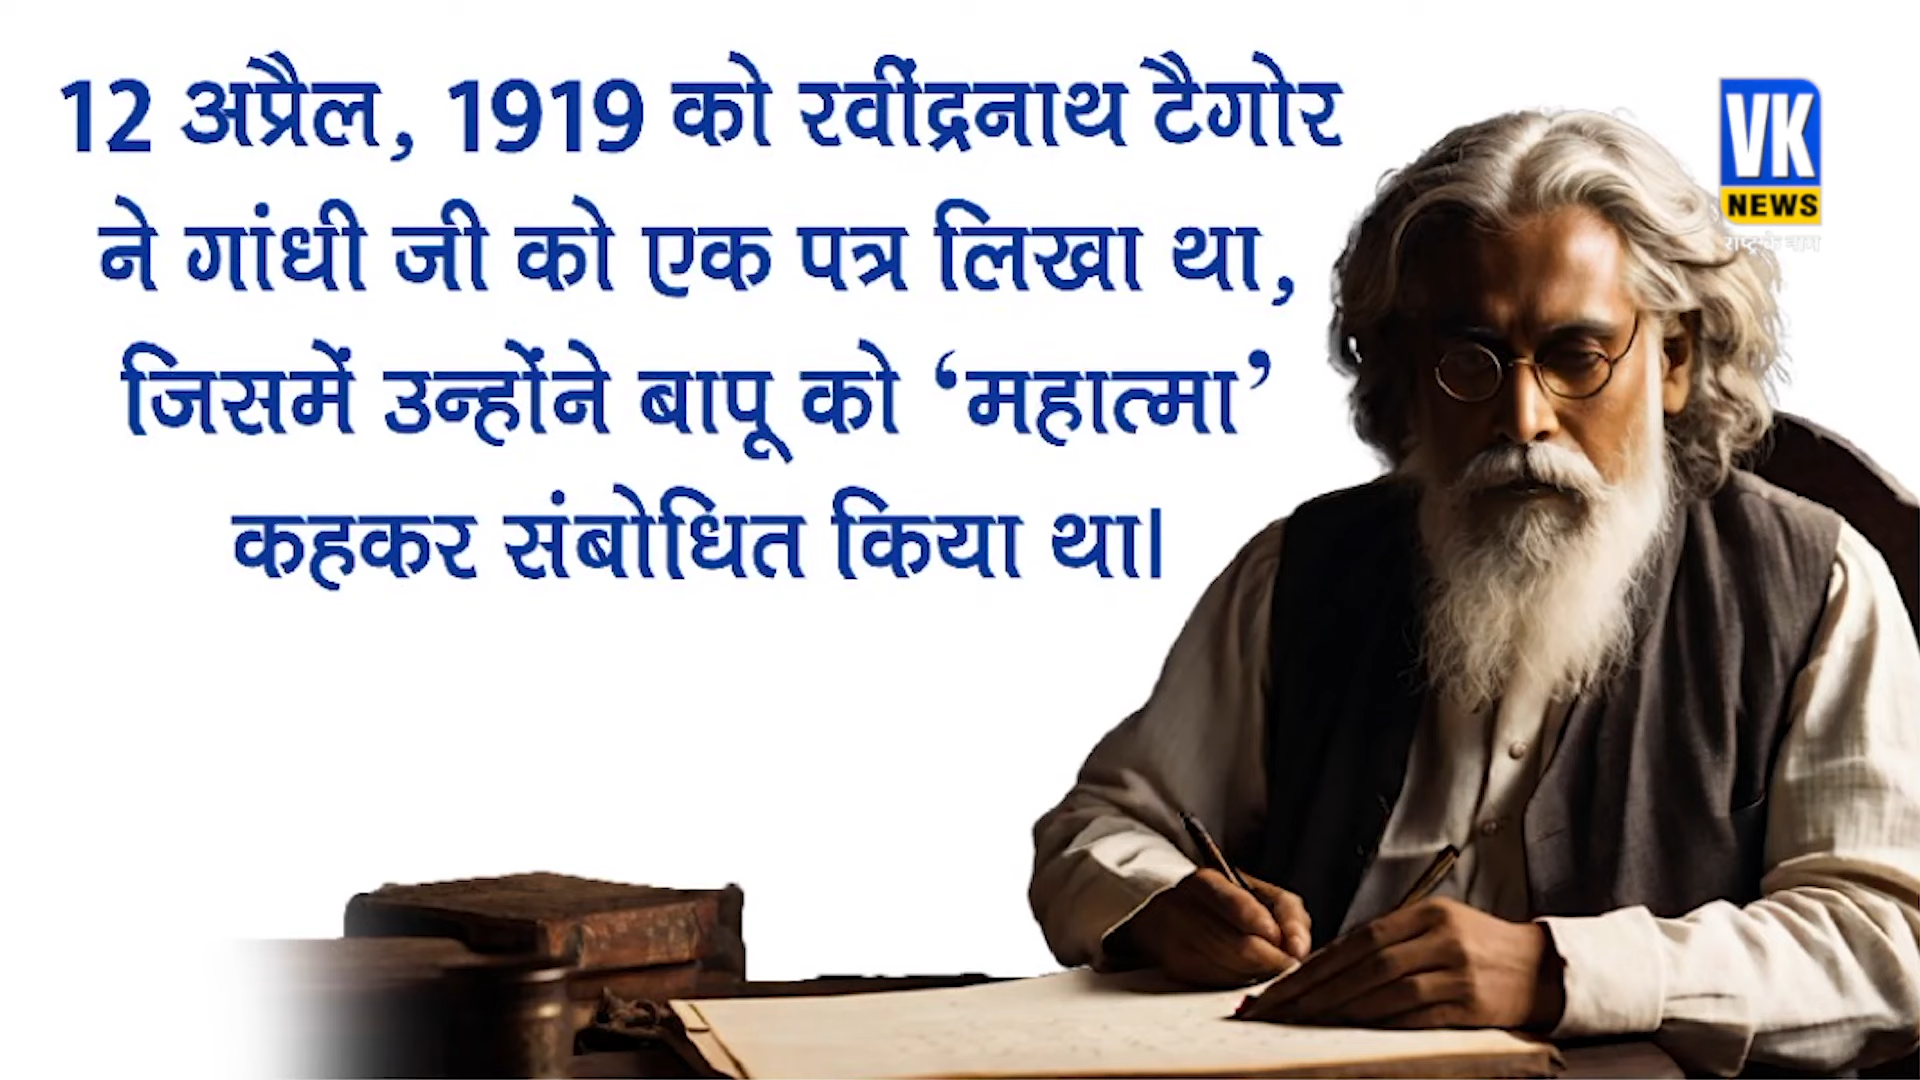 12 अप्रैल, 1919 को रवींद्रनाथ टैगोर
ने गांधी जी को एक पत्र लिखा था,
जिसमें उन्होंने बापू को ‘महात्मा’
कहकर संबोधित किया था।
VK
NEWS
राष्ट्र के नाम